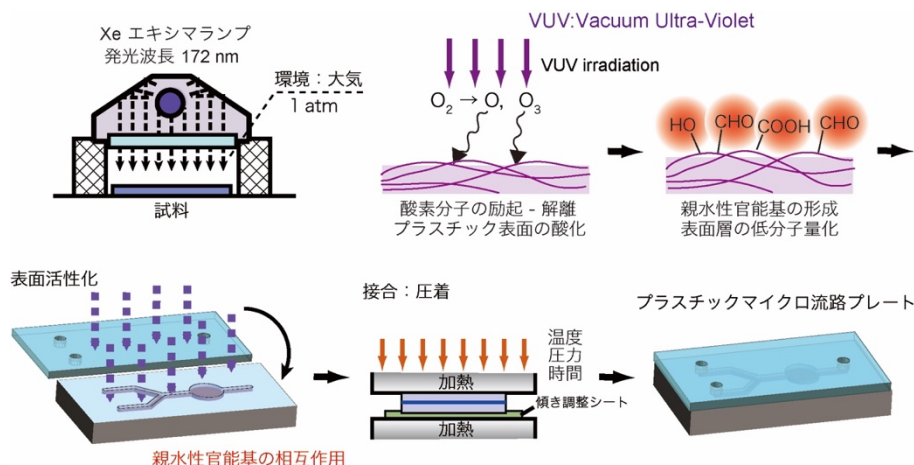 Xe エキシマランプ
発光波長 172 nm
環境：大気
1 atm
試料
VUV:Vacuum Ultra-Violet
VUV irradiation
O2 → O, O3
酸素分子の励起 - 解離
プラスチック表面の酸化
HO CHO COOH CHO
親水性官能基の形成
表面層の低分子量化
表面活性化
親水性官能基の相互作用
接合：圧着
温度
圧力
時間
加熱
傾き調整シート
加熱
プラスチックマイクロ流路プレート